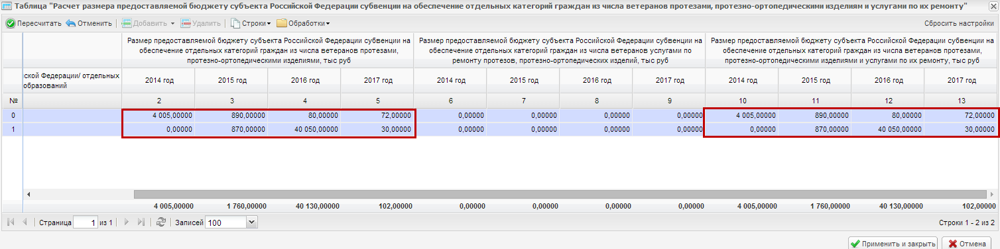 Таблица "Расчет размера предоставляемой бюджету субъекта Российской Федерации субвенции на обеспечение отдельных категорий граждан из числа ветеранов протезами, протезно-ортопедическими изделиям и услугами по их ремонту"
Пересчитать Отменить Добавить Удалить Строки Обработки Сбросить настройки
Размер предоставляемой бюджету субъекта Российской Федерации субвенции на
обеспечение отдельных категорий граждан из числа ветеранов протезами,
протезно-ортопедическими изделиями, тыс руб
Размер предоставляемой бюджету субъекта Российской Федерации субвенции на
обеспечение отдельных категорий граждан из числа ветеранов услугами по
ремонту протезов, протезно-ортопедических изделий, тыс руб
Размер предоставляемой бюджету субъекта Российской Федерации субвенции на
обеспечение отдельных категорий граждан из числа ветеранов протезами,
протезно-ортопедическими изделиями и услугами по их ремонту, тыс руб
ской Федерации/ отдельных
образований
2014 год 2015 год 2016 год 2017 год 2014 год 2015 год 2016 год 2017 год 2014 год 2015 год 2016 год 2017 год
№ 2 3 4 5 6 7 8 9 10 11 12 13
0 4 005,00000 890,00000 80,00000 72,00000 0,00000 0,00000 0,00000 0,00000 4 005,00000 890,00000 80,00000 72,00000
1 0,00000 870,00000 40 050,00000 30,00000 0,00000 0,00000 0,00000 0,00000 0,00000 870,00000 40 050,00000 30,00000
4 005,00000 1 760,00000 40 130,00000 102,00000 0,00000 0,00000 0,00000 0,00000 4 005,00000 1 760,00000 40 130,00000 102,00000
Страница 1 из 1 Записей 100 Строки 1 - 2 из 2
Применить и закрыть Отмена